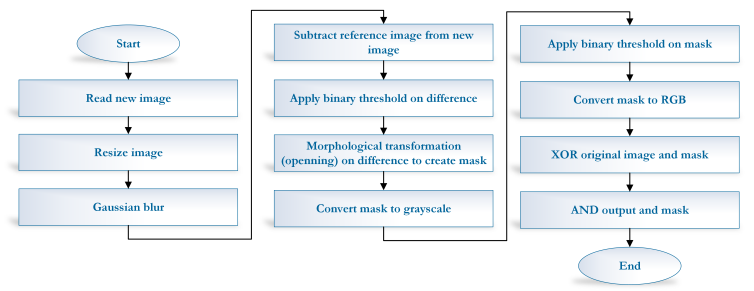 Start
Read new image
Resize image
Gaussian blur
Subtract reference image from new
image
Apply binary threshold on difference
Morphological transformation
(openning) on difference to create mask
Convert mask to grayscale
Apply binary threshold on mask
Convert mask to RGB
XOR original image and mask
AND output and mask
End